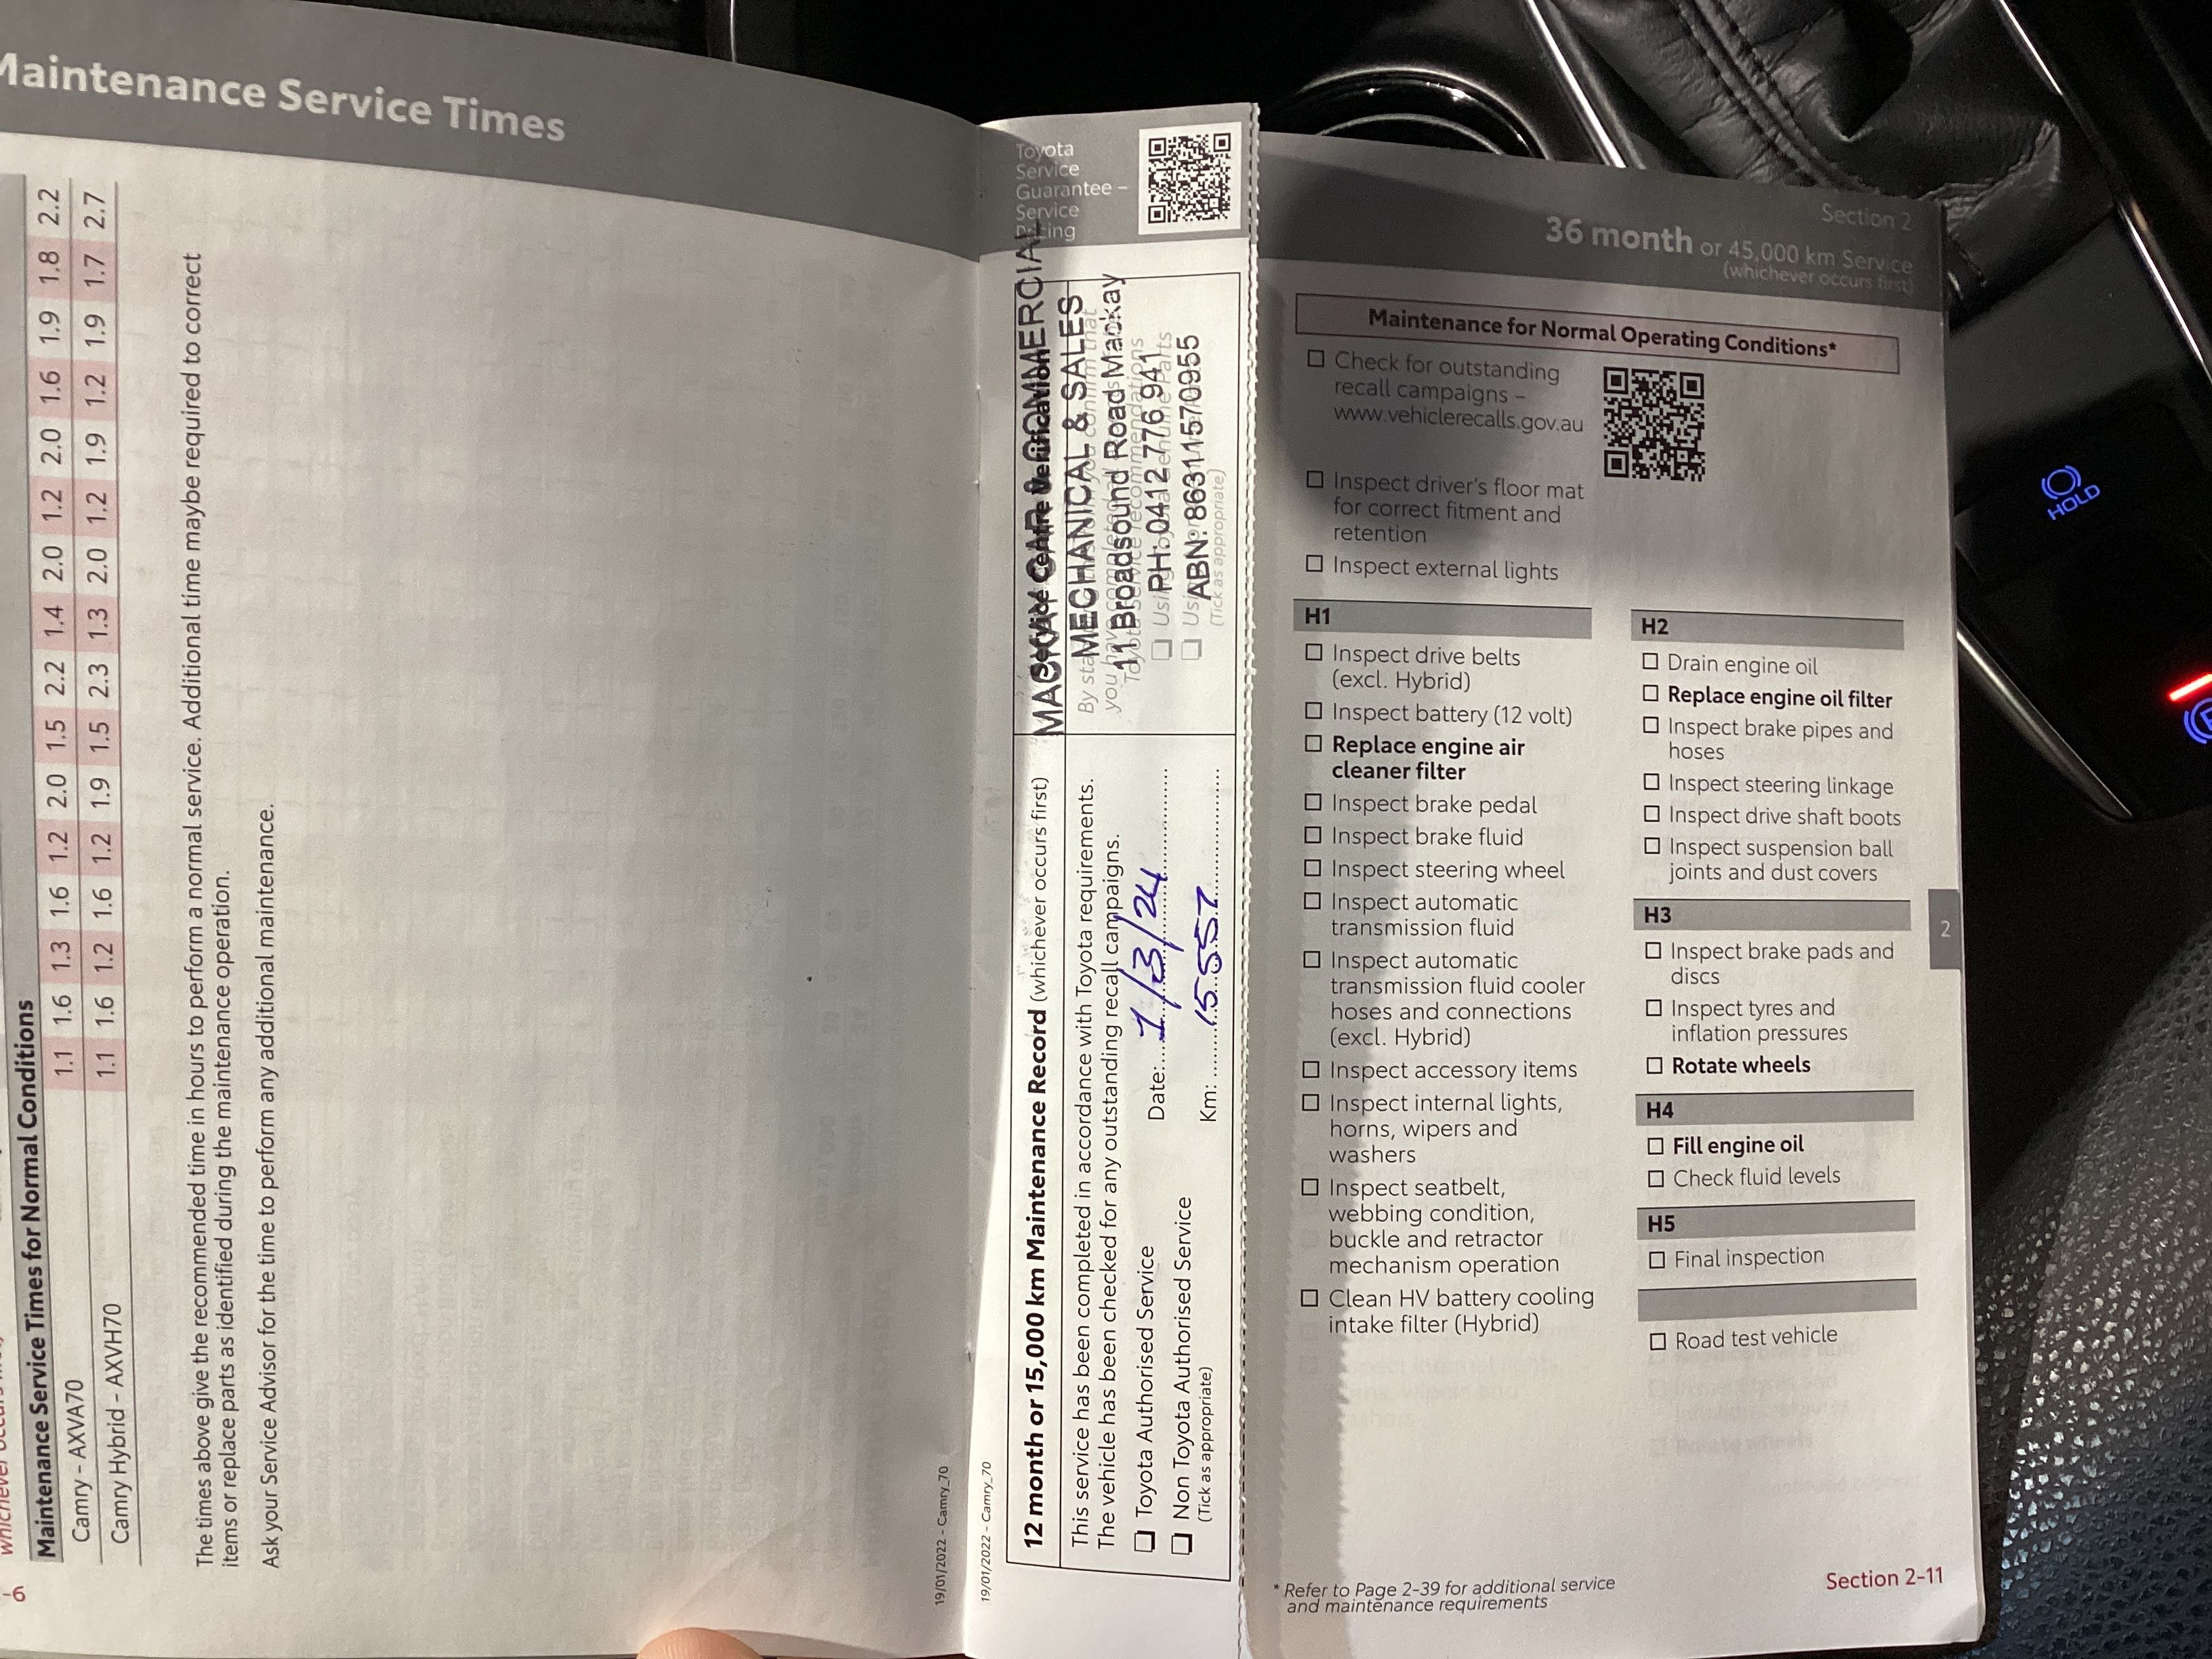 Maintenance Service Times
Maintenance Service Times for Normal Conditions
Camry - AXVA70 1.1 1.6 1.3 1.6 1.2 2.0 1.5 2.2 1.4 2.0 1.2 2.0 1.6 1.9 1.8 2.2
Camry Hybrid - AXVH70 1.1 1.6 1.2 1.6 1.2 1.9 1.5 2.3 1.3 2.0 1.2 1.9 1.2 1.9 1.7 2.7
The times above give the recommended time in hours to perform a normal service. Additional time maybe required to correct
items or replace parts as identified during the maintenance operation.
Ask your Service Advisor for the time to perform any additional maintenance.
-6
19/01/2022 - Camry_70
19/01/2022 - Camry_70
12 month or 15,000 km Maintenance Record (whichever occurs first)
This service has been completed in accordance with Toyota requirements.
The vehicle has been checked for any outstanding recall campaigns.
Toyota Authorised Service
Non Toyota Authorised Service
(Tick as appropriate)
Date: 1/3/24
Km: 15557
Service Centre Verification
MACKAY CAR & COMMERCIAL
MECHANICAL & SALES
11 Broadsound Road Mackay
PH: 0412 776 941
ABN: 86311570955
(Tick as appropriate)
Toyota
Service
Guarantee –
Service
Pricing
Section 2
36 month or 45,000 km Service
(whichever occurs first)
Maintenance for Normal Operating Conditions*
Check for outstanding
recall campaigns –
www.vehiclerecalls.gov.au
Inspect driver's floor mat
for correct fitment and
retention
Inspect external lights
H1
Inspect drive belts
(excl. Hybrid)
Inspect battery (12 volt)
Replace engine air
cleaner filter
Inspect brake pedal
Inspect brake fluid
Inspect steering wheel
Inspect automatic
transmission fluid
Inspect automatic
transmission fluid cooler
hoses and connections
(excl. Hybrid)
Inspect accessory items
Inspect internal lights,
horns, wipers and
washers
Inspect seatbelt,
webbing condition,
buckle and retractor
mechanism operation
Clean HV battery cooling
intake filter (Hybrid)
H2
Drain engine oil
Replace engine oil filter
Inspect brake pipes and
hoses
Inspect steering linkage
Inspect drive shaft boots
Inspect suspension ball
joints and dust covers
H3
Inspect brake pads and
discs
Inspect tyres and
inflation pressures
Rotate wheels
H4
Fill engine oil
Check fluid levels
H5
Final inspection
Road test vehicle
2
* Refer to Page 2-39 for additional service
and maintenance requirements
Section 2-11
HOLD